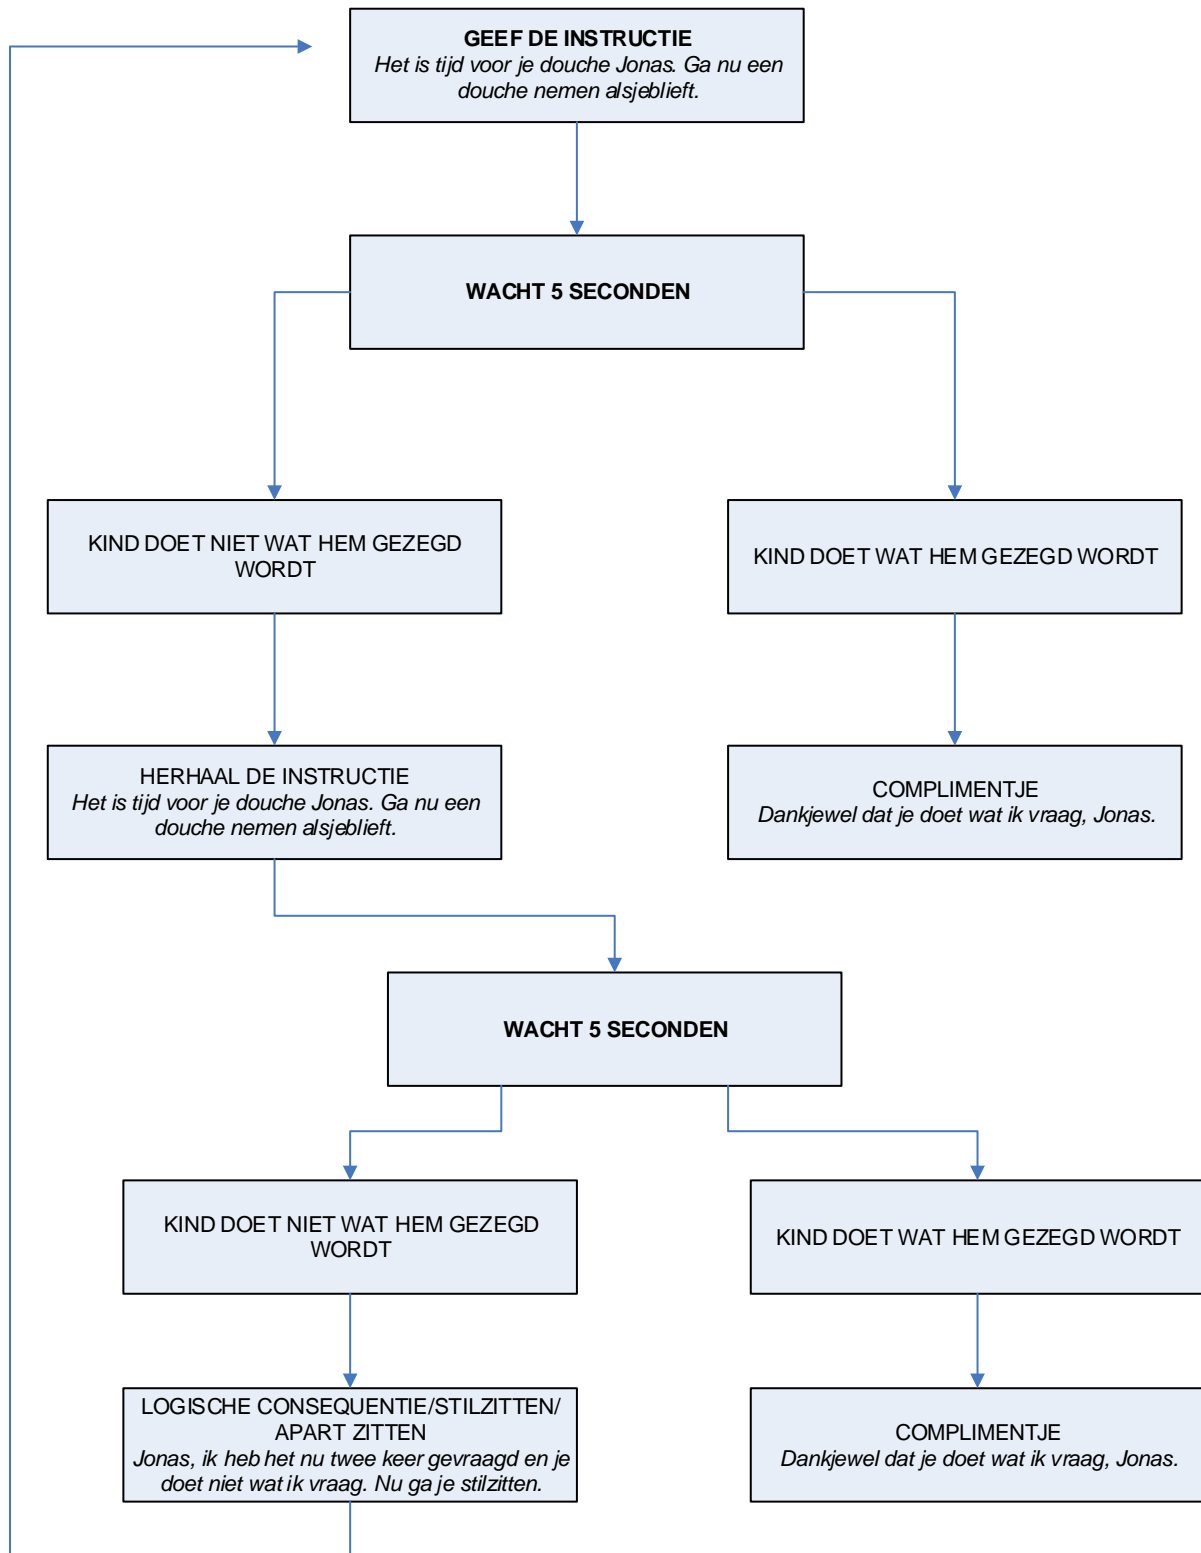 GEEF DE INSTRUCTIE
Het is tijd voor je douche Jonas. Ga nu een
douche nemen alsjeblieft.
WACHT 5 SECONDEN
KIND DOET NIET WAT HEM GEZEGD
WORDT
KIND DOET WAT HEM GEZEGD WORDT
HERHAAL DE INSTRUCTIE
Het is tijd voor je douche Jonas. Ga nu een
douche nemen alsjeblieft.
COMPLIMENTJE
Dankjewel dat je doet wat ik vraag, Jonas.
WACHT 5 SECONDEN
KIND DOET NIET WAT HEM GEZEGD
WORDT
KIND DOET WAT HEM GEZEGD WORDT
LOGISCHE CONSEQUENTIE/STILZITTEN/
APART ZITTEN
Jonas, ik heb het nu twee keer gevraagd en je
doet niet wat ik vraag. Nu ga je stilzitten.
COMPLIMENTJE
Dankjewel dat je doet wat ik vraag, Jonas.